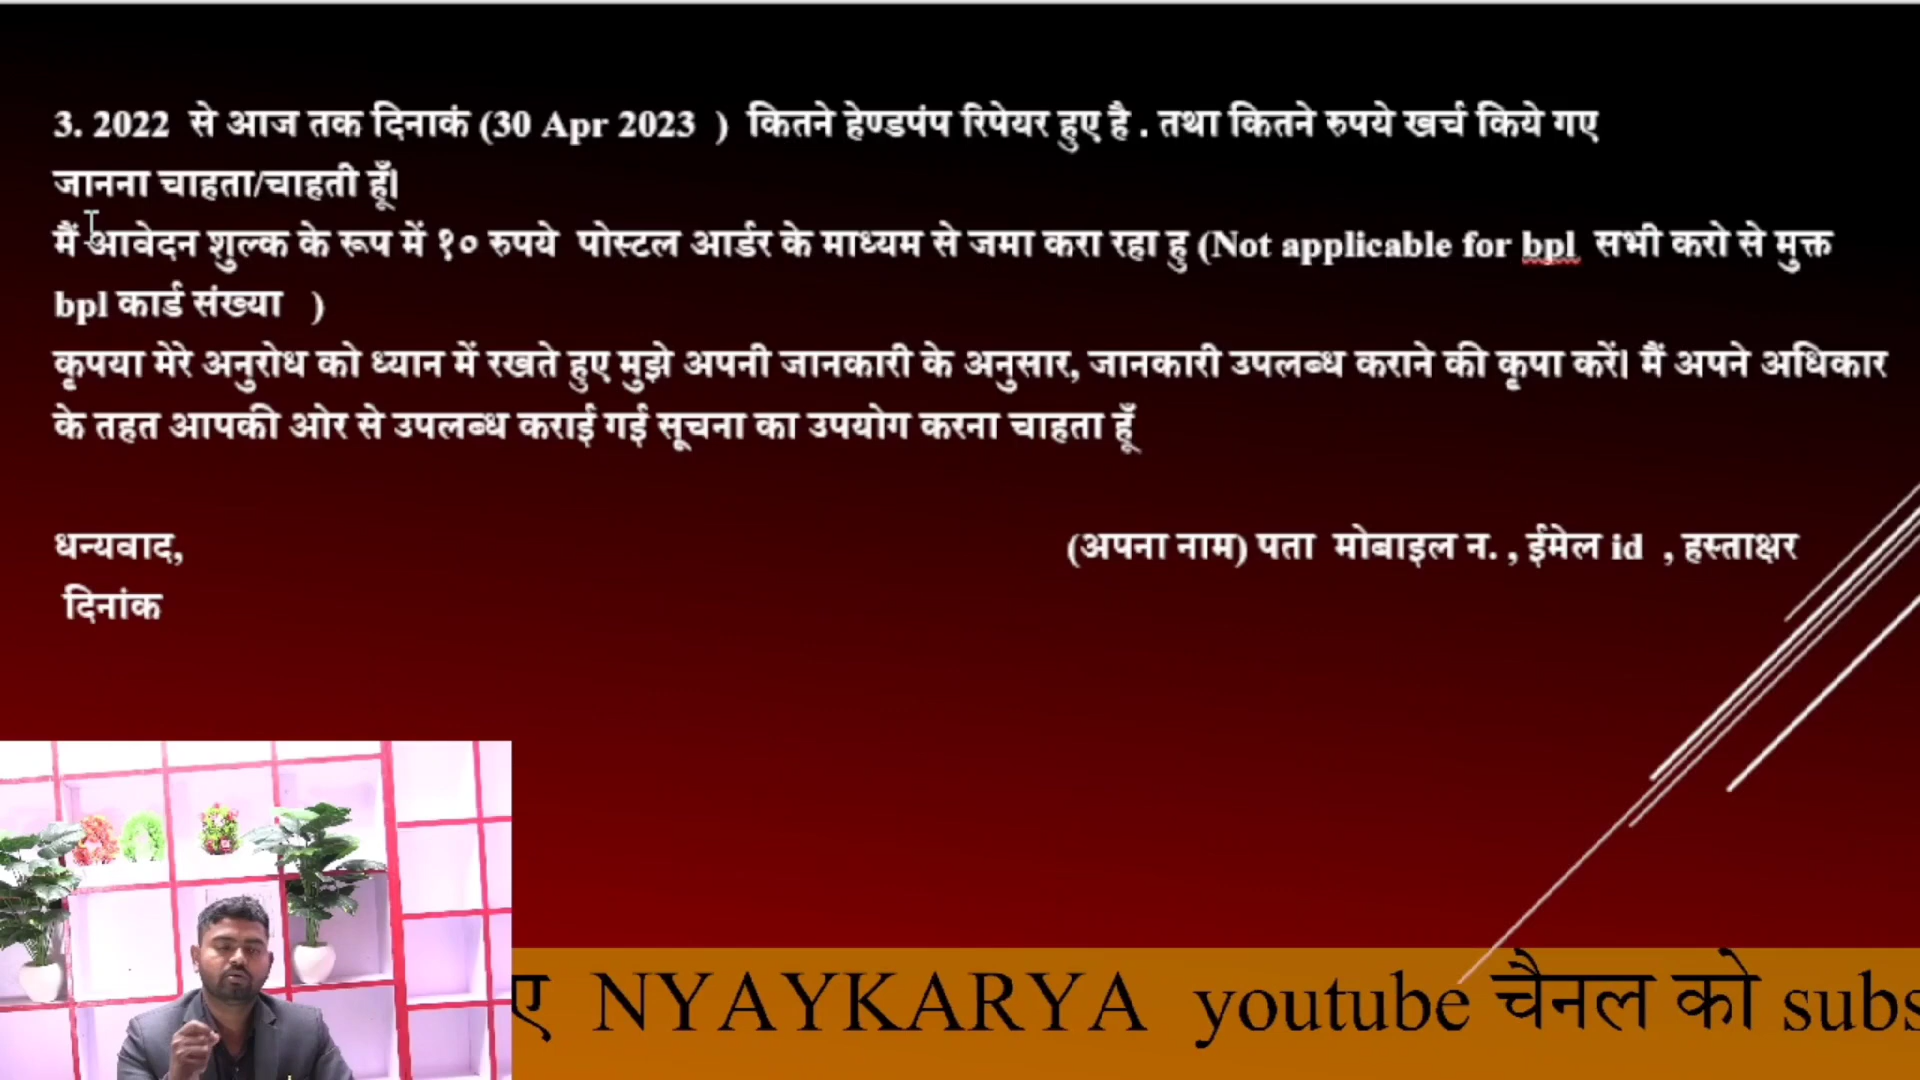 3. 2022 से आज तक दिनाकं (30 Apr 2023 ) कितने हेण्डपंप रिपेयर हुए है . तथा कितने रुपये खर्च किये गए
जानना चाहता/चाहती हूँ।
मैं आवेदन शुल्क के रूप में १० रुपये पोस्टल आर्डर के माध्यम से जमा करा रहा हु (Not applicable for bpl सभी करो से मुक्त
bpl कार्ड संख्या )
कृपया मेरे अनुरोध को ध्यान में रखते हुए मुझे अपनी जानकारी के अनुसार, जानकारी उपलब्ध कराने की कृपा करें। मैं अपने अधिकार
के तहत आपकी ओर से उपलब्ध कराई गई सूचना का उपयोग करना चाहता हूँ
धन्यवाद, (अपना नाम) पता मोबाइल न. , ईमेल id , हस्ताक्षर
दिनांक
ए NYAYKARYA youtube चैनल को subs